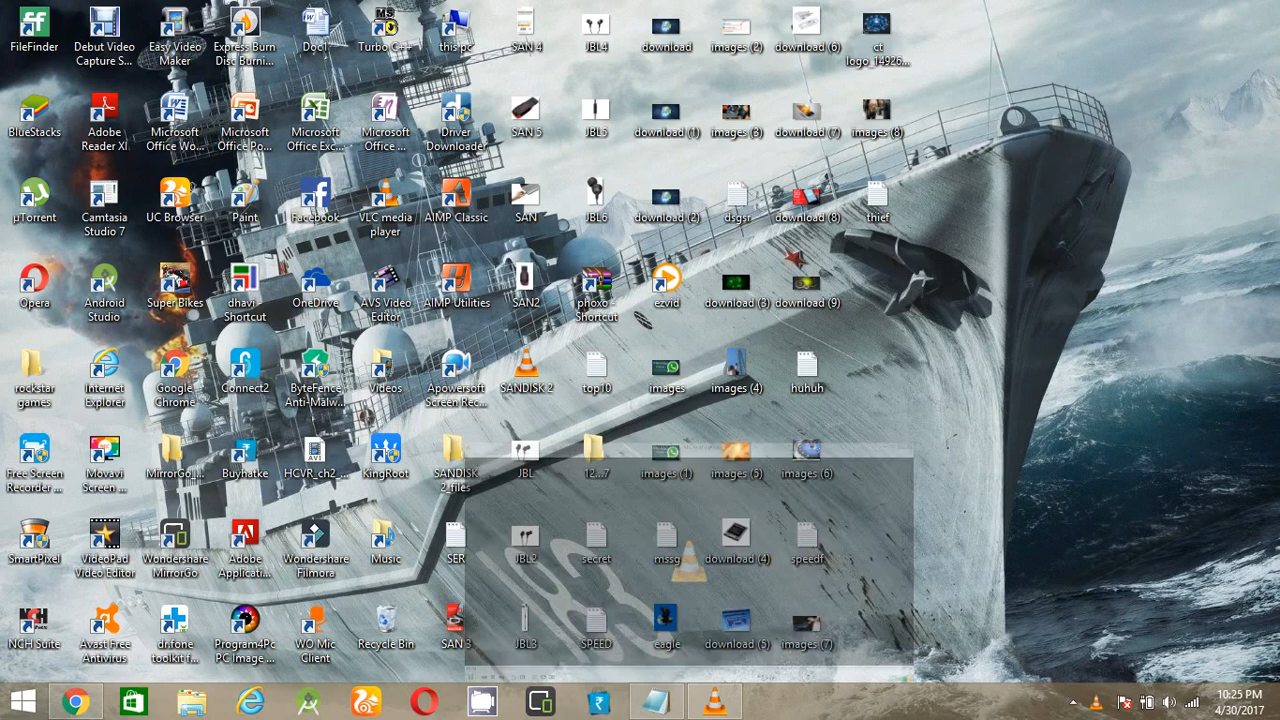 FileFinder
Debut Video
Capture S...
Easy Video
Maker
Express Burn
Disc Burni...
Doc1
Turbo C++
this pc
SAN 4
JBL4
download
images (2)
download (6)
ct
logo_14926...
BlueStacks
Adobe
Reader XI
Microsoft
Office Wo...
Microsoft
Office Po...
Microsoft
Office Exc...
Microsoft
Office ...
Driver
Downloader
SAN 5
JBL5
download (1)
images (3)
download (7)
images (8)
µTorrent
Camtasia
Studio 7
UC Browser
Paint
Facebook
VLC media
player
AIMP Classic
SAN
JBL6
download (2)
dsgsr
download (8)
thief
Opera
Android
Studio
Super Bikes
dhavi -
Shortcut
OneDrive
AVS Video
Editor
AIMP Utilities
SAN2
phoxo -
Shortcut
ezvid
download (3)
download (9)
rockstar
games
Internet
Explorer
Google
Chrome
Connect2
ByteFence
Anti-Malw...
Videos
Apowersoft
Screen Rec...
SANDISK 2
top10
images
images (4)
huhuh
Free Screen
Recorder ...
Movavi
Screen ...
MirrorGo ...
Buyhatke
HCVR_ch2_...
KingRoot
SANDISK
2_files
JBL
12...7
images (1)
images (5)
images (6)
SmartPixel
VideoPad
Video Editor
Wondershare
MirrorGo
Adobe
Applicati...
Wondershare
Filmora
Music
SER
JBL2
secret
mssg
download (4)
speedf
NCH Suite
Avast Free
Antivirus
dr.fone
toolkit f...
Program4Pc
PC Image ...
WO Mic
Client
Recycle Bin
SAN 3
JBL3
SPEED
eagle
download (5)
images (7)
10:25 PM
4/30/2017